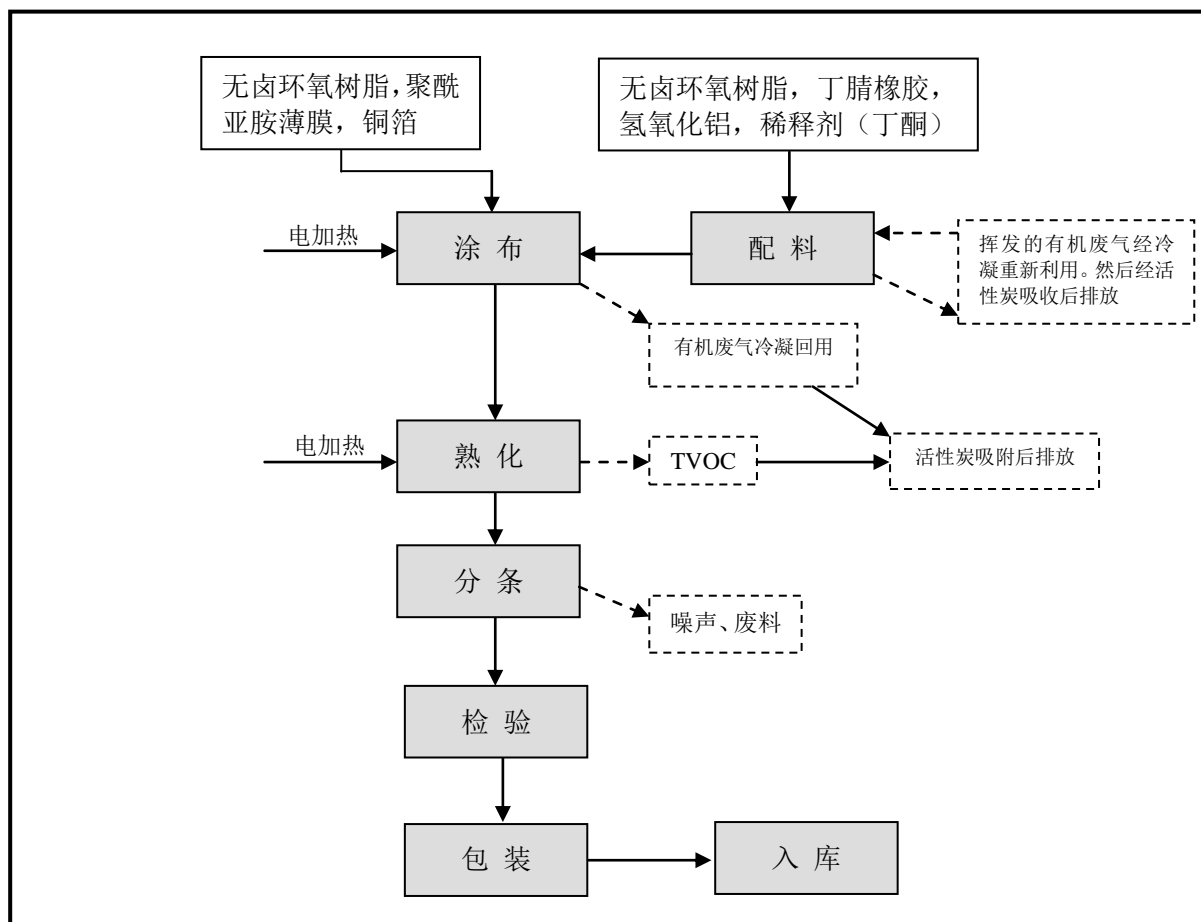 无卤环氧树脂，聚酰
亚胺薄膜，铜箔
无卤环氧树脂，丁腈橡胶，
氢氧化铝，稀释剂（丁酮）
电加热
涂 布
配 料
挥发的有机废气经冷
凝重新利用。然后经活
性炭吸收后排放
有机废气冷凝回用
电加热
熟 化
TVOC
活性炭吸附后排放
分 条
噪声、废料
检 验
包 装
入 库